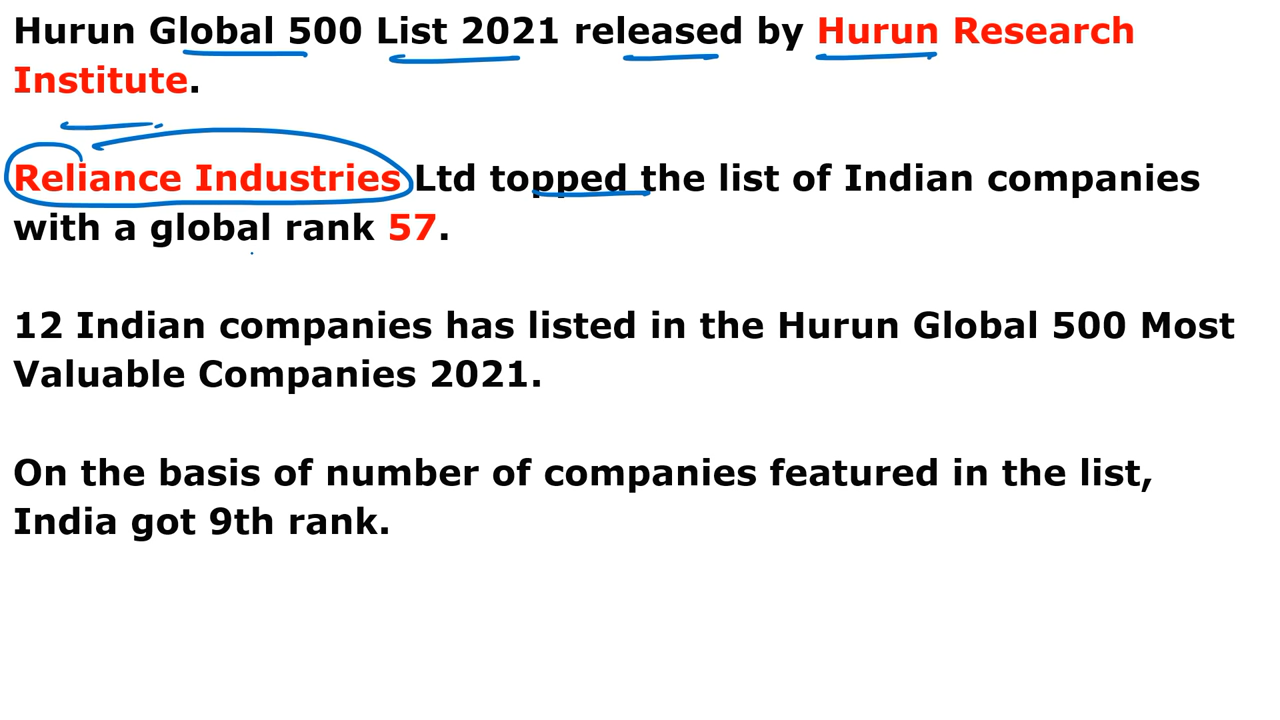 Hurun Global 500 List 2021 released by Hurun Research
Institute.
Reliance Industries Ltd topped the list of Indian companies
with a global rank 57.
12 Indian companies has listed in the Hurun Global 500 Most
Valuable Companies 2021.
On the basis of number of companies featured in the list,
India got 9th rank.